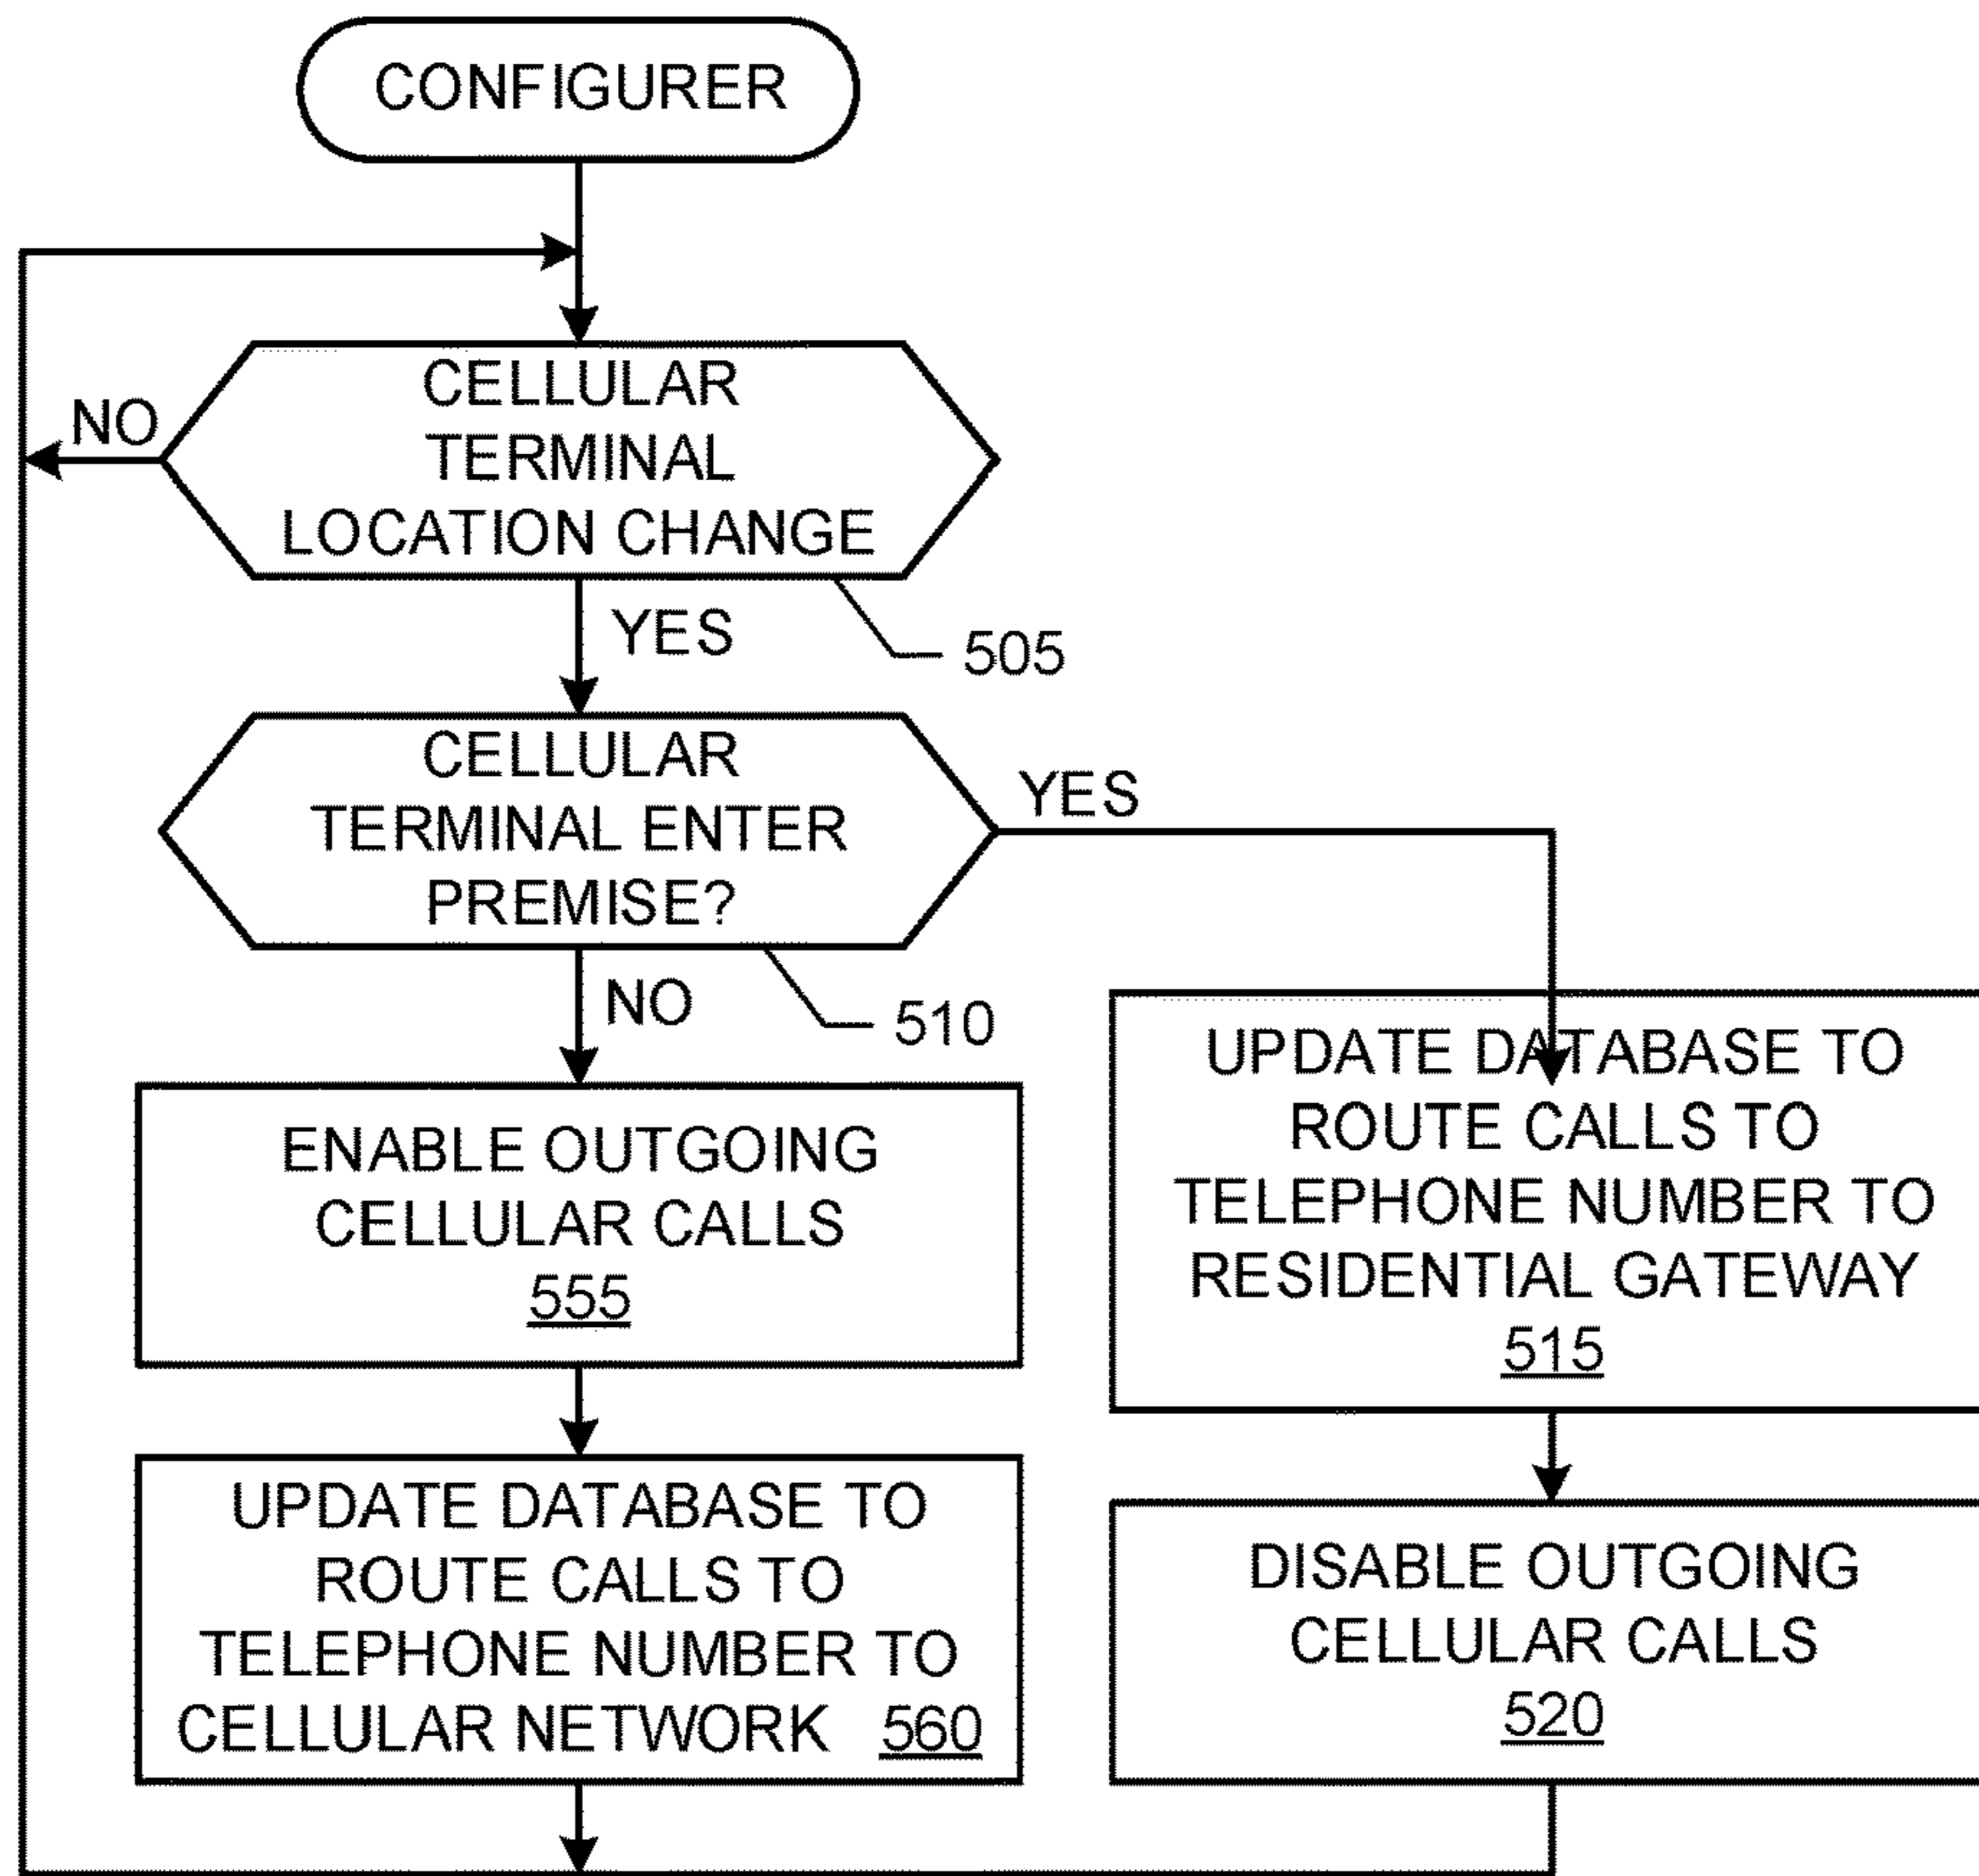 CONFIGURER
CELLULAR
TERMINAL
LOCATION CHANGE
NO
YES
505
CELLULAR
TERMINAL ENTER
PREMISE?
YES
NO
510
ENABLE OUTGOING
CELLULAR CALLS
555
UPDATE DATABASE TO
ROUTE CALLS TO
TELEPHONE NUMBER TO
RESIDENTIAL GATEWAY
515
UPDATE DATABASE TO
ROUTE CALLS TO
TELEPHONE NUMBER TO
CELLULAR NETWORK 560
DISABLE OUTGOING
CELLULAR CALLS
520